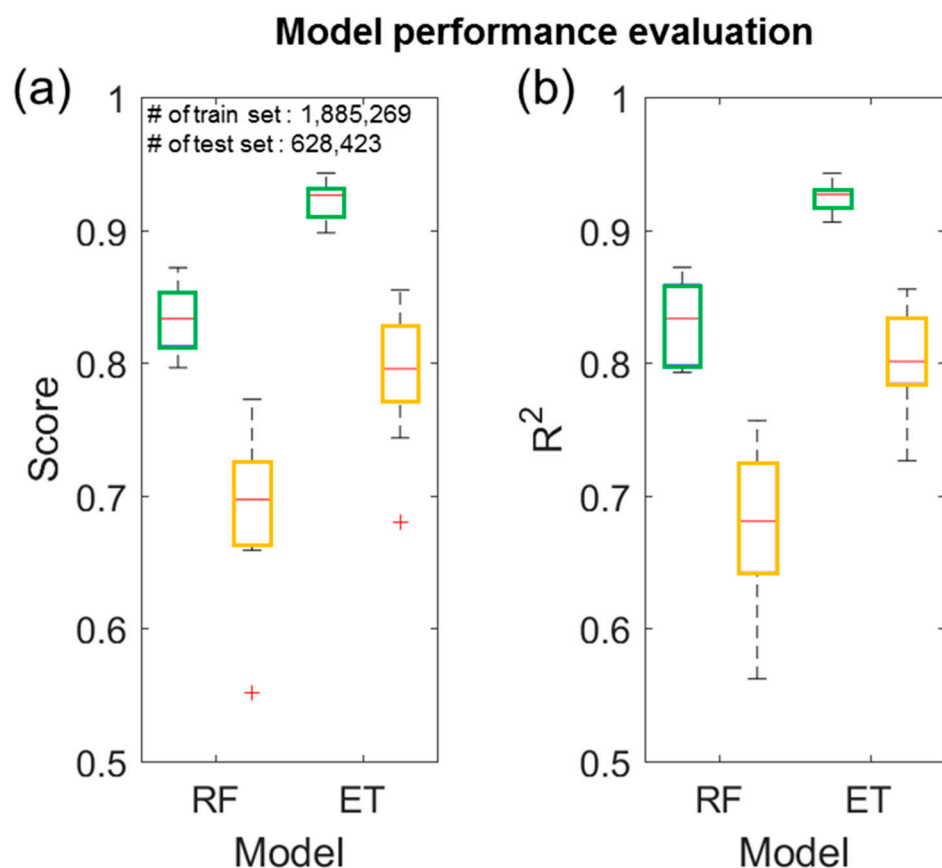 Model performance evaluation
(a)
# of train set : 1,885,269
# of test set : 628,423
1
0.9
0.8
0.7
0.6
0.5
Score
RF
ET
Model
(b)
1
0.9
0.8
0.7
0.6
0.5
R²
RF
ET
Model